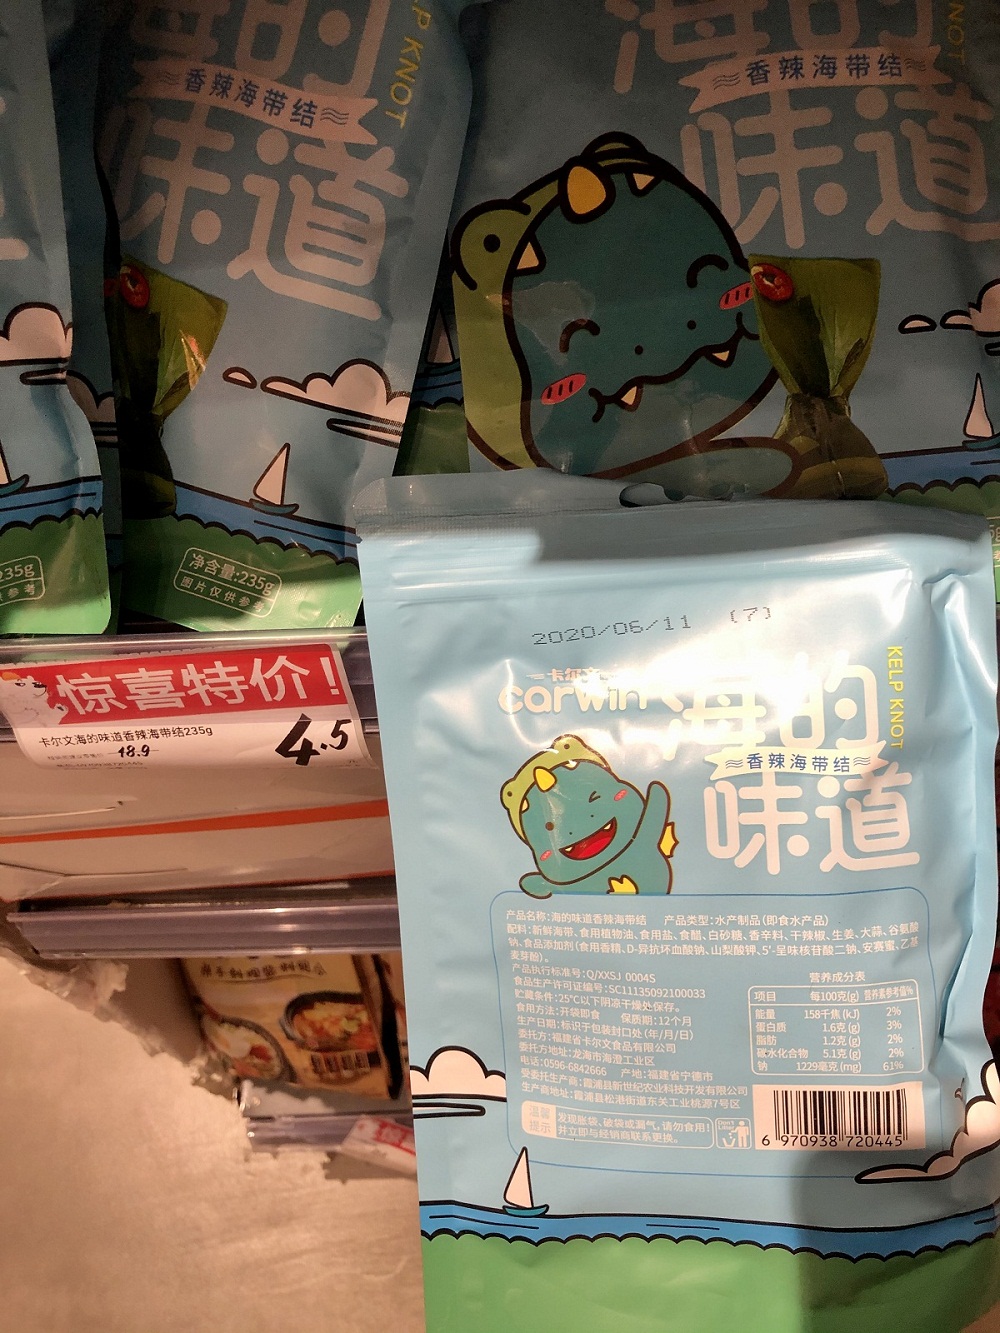 海的
味道
香辣海带结
KELP KNOT
海的
味道
香辣海带结
KNOT
235g
净含量:235g
图片仅供参考
惊喜特价!
卡尔文海的味道香辣海带结235g
18.9
4.5
2020/06/11 (7)
卡尔文
carwin
海的
味道
香辣海带结
KELP KNOT
产品名称:海的味道香辣海带结 产品类型:水产制品(即食水产品)
配料:新鲜海带、食用植物油、食用盐、食醋、白砂糖、香辛料、干辣椒、生姜、大蒜、谷氨酸
钠、食品添加剂(食用香精、D-异抗坏血酸钠、山梨酸钾、5'-呈味核苷酸二钠、安赛蜜、乙基
麦芽酚)。
产品执行标准号:Q/XXSJ 0004S
食品生产许可证编号:SC11135092100033
贮藏条件:25℃以下阴凉干燥处保存。
食用方法:开袋即食 保质期:12个月
生产日期:标识于包装封口处(年/月/日)
委托方:福建省卡尔文食品有限公司
委托方地址:龙海市海澄工业区
电话:0596-6842666 产地:福建省宁德市
受委托生产商:霞浦县新世纪农业科技开发有限公司
生产商地址:霞浦县松港街道东关工业桃源7号区
温馨提示
发现胀袋、破袋或漏气,请勿食用!
并立即与经销商联系更换。
营养成分表
项目 每100克(g) 营养素参考值%
能量 158千焦(kJ) 2%
蛋白质 1.6克(g) 3%
脂肪 1.2克(g) 2%
碳水化合物 5.1克(g) 2%
钠 1229毫克(mg) 61%
6 970938 720445